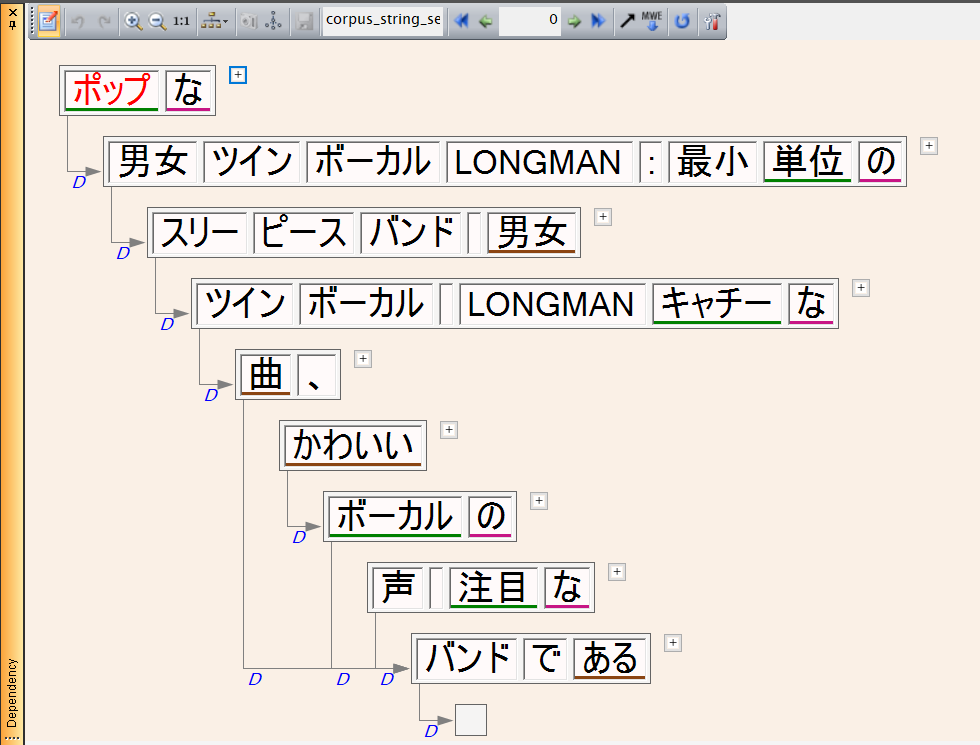 1:1 corpus_string_se 0 MWE
ポップ な
D 男女 ツイン ボーカル LONGMAN : 最小 単位 の
D スリー ピース バンド 男女
D ツイン ボーカル LONGMAN キャチー な
D 曲 、
かわいい
D ボーカル の
声 注目 な
D D D バンド で ある
D
Dependency